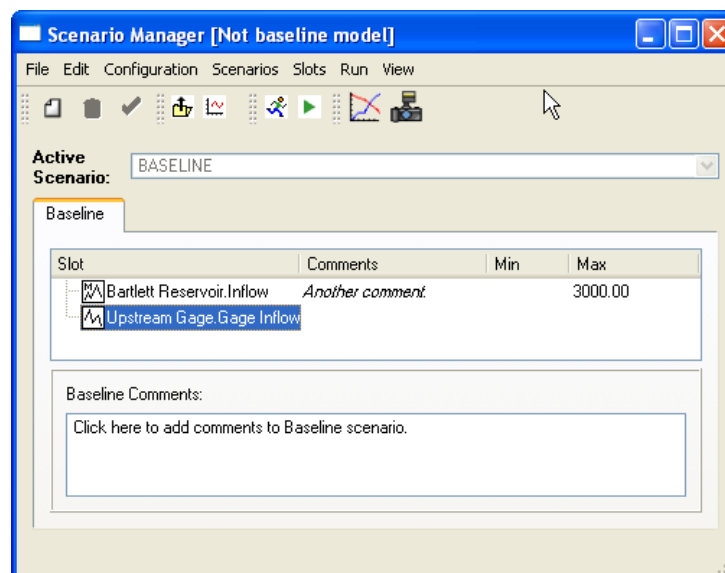 Scenario Manager [Not baseline model]
File Edit Configuration Scenarios Slots Run View
Active
Scenario:
BASELINE
Baseline
Slot Comments Min Max
Bartlett Reservoir.Inflow Another comment. 3000.00
Upstream Gage.Gage Inflow
Baseline Comments:
Click here to add comments to Baseline scenario.